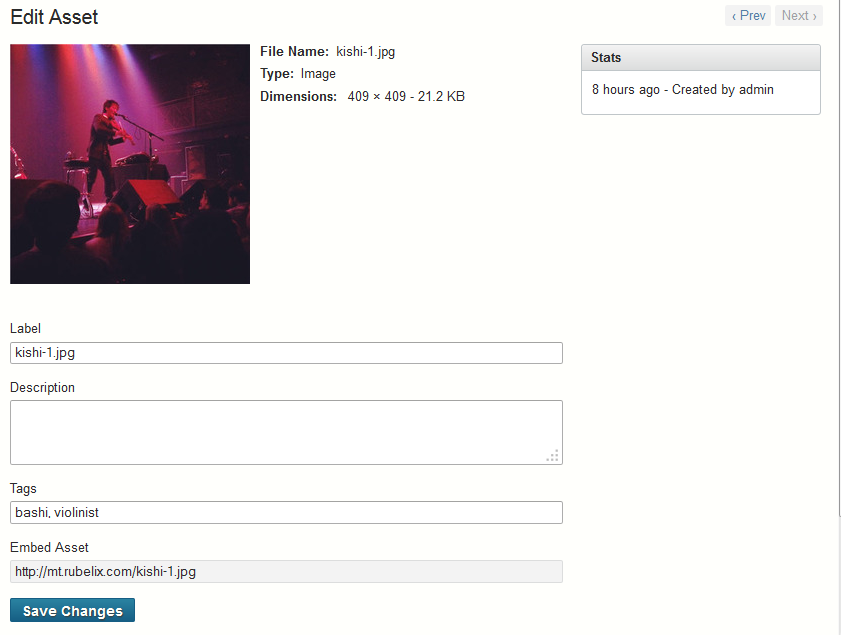 Edit Asset
‹ Prev Next ›
File Name: kishi-1.jpg
Type: Image
Dimensions: 409 × 409 - 21.2 KB
Stats
8 hours ago - Created by admin
Label
kishi-1.jpg
Description
Tags
bashi, violinist
Embed Asset
http://mt.rubelix.com/kishi-1.jpg
Save Changes